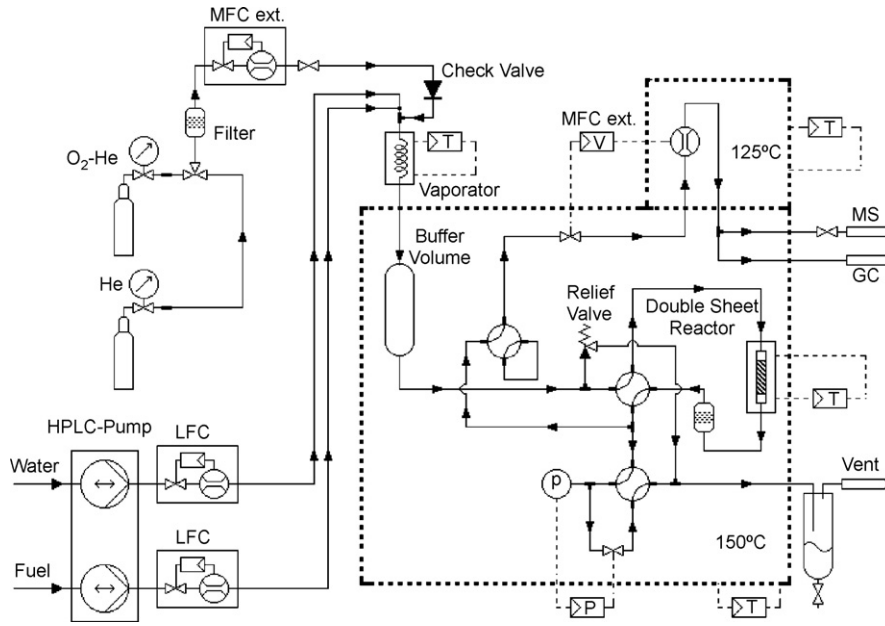 MFC ext.
Check Valve
Filter
O₂-He
He
T
Vaporator
MFC ext.
V
125ºC
T
MS
GC
Buffer
Volume
Relief
Valve
Double Sheet
Reactor
T
HPLC-Pump
LFC
Water
LFC
Fuel
p
Vent
150ºC
P
T